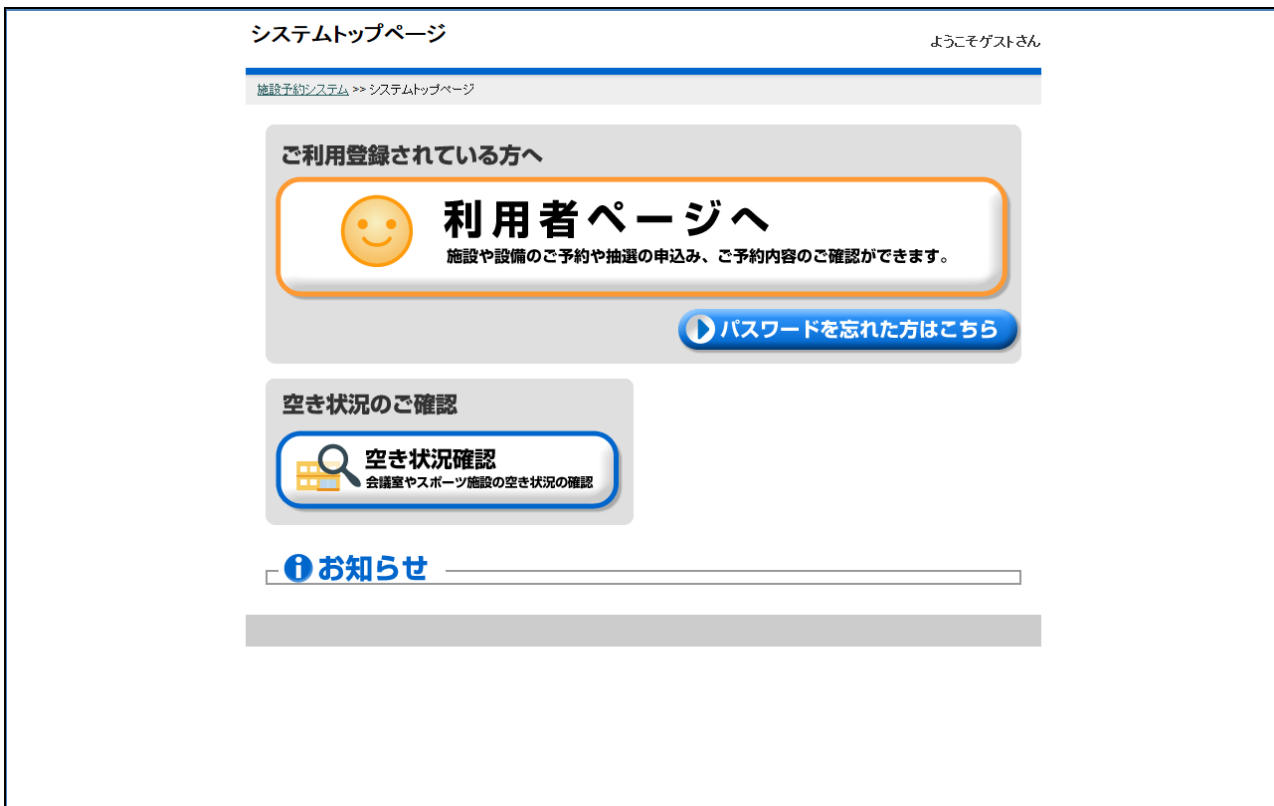 システムトップページ
ようこそゲストさん
施設予約システム >> システムトップページ
ご利用登録されている方へ
利用者ページへ
施設や設備のご予約や抽選の申込み、ご予約内容のご確認ができます。
パスワードを忘れた方はこちら
空き状況のご確認
空き状況確認
会議室やスポーツ施設の空き状況の確認
お知らせ